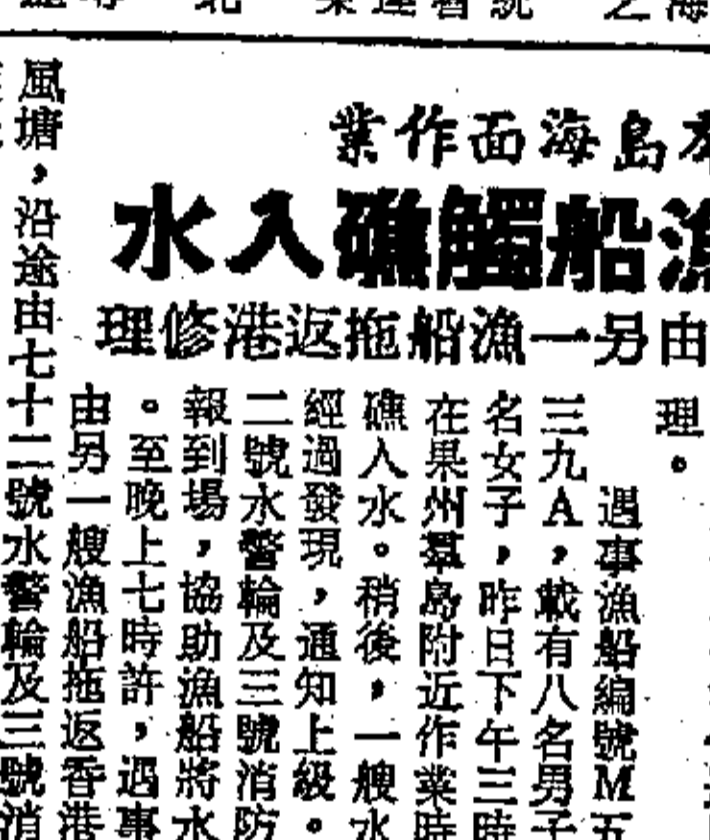 島海面作業
船觸礁入水
由另一漁船拖返港修理
理。
遇事漁船編號M五
三九A，載有八名男子
名女子，昨日下午三時
在果州羣島附近作業時
礁入水。稍後，一艘水
經過發現，通知上級。
二號水警輪及三號消防
報到場，協助漁船將水
。至晚上七時許，遇事
由另一艘漁船拖返香港
風塘，沿途由七十二號水警輪及三號消